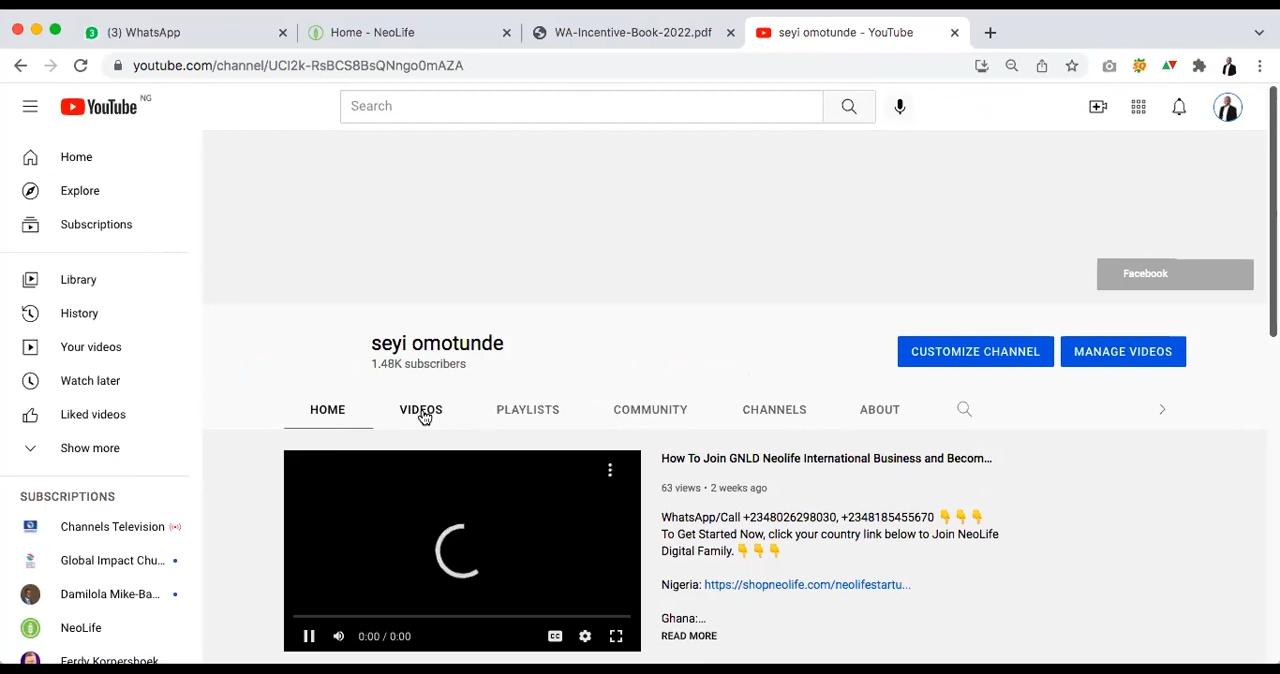 (3) WhatsApp
Home - NeoLife
WA-Incentive-Book-2022.pdf
seyi omotunde - YouTube
youtube.com/channel/UCI2k-RsBCS8BsQNngo0mAZA
YouTube NG
Search
Home
Explore
Subscriptions
Library
History
Your videos
Watch later
Liked videos
Show more
SUBSCRIPTIONS
Channels Television
Global Impact Chu...
Damilola Mike-Ba...
NeoLife
Ferdy Korpershoek
Facebook
seyi omotunde
1.48K subscribers
CUSTOMIZE CHANNEL
MANAGE VIDEOS
HOME
VIDEOS
PLAYLISTS
COMMUNITY
CHANNELS
ABOUT
0:00 / 0:00
CC
How To Join GNLD Neolife International Business and Becom...
63 views • 2 weeks ago
WhatsApp/Call +2348026298030, +2348185455670 👇👇👇
To Get Started Now, click your country link below to Join NeoLife
Digital Family. 👇👇👇
Nigeria: https://shopneolife.com/neolifestartu...
Ghana:...
READ MORE